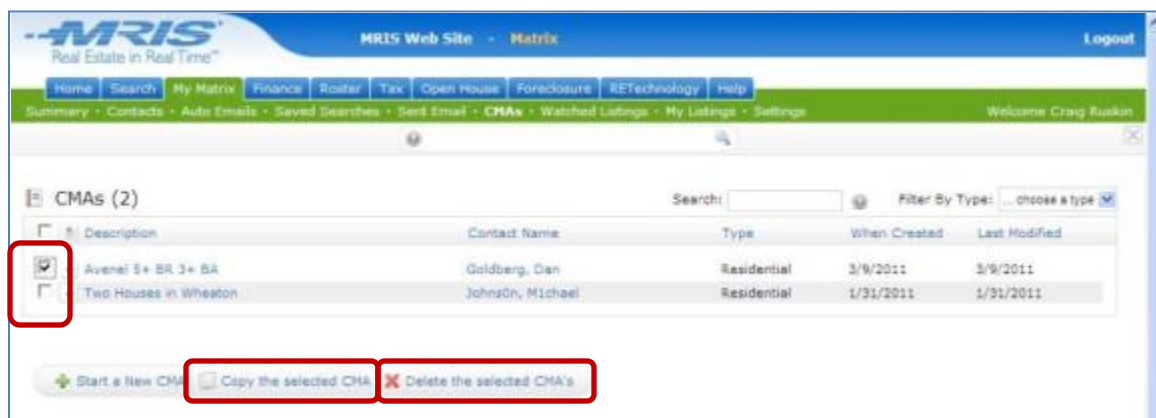 MRIS
Real Estate in Real Time™
MRIS Web Site - Matrix
Logout
Home Search My Matrix Finance Roster Tax Open House Foreclosure RETechnology Help
Summary · Contacts · Auto Emails · Saved Searches · Sent Email · CMAs · Watched Listings · My Listings · Settings
Welcome Craig Ruskin
CMAs (2)
Search:
Filter By Type: ... choose a type
Description Contact Name Type When Created Last Modified
Avenel 5+ BR 3+ BA Goldberg, Dan Residential 3/9/2011 3/9/2011
Two Houses in Wheaton Johns0n, M1chael Residential 1/31/2011 1/31/2011
Start a New CMA Copy the selected CMA Delete the selected CMA's